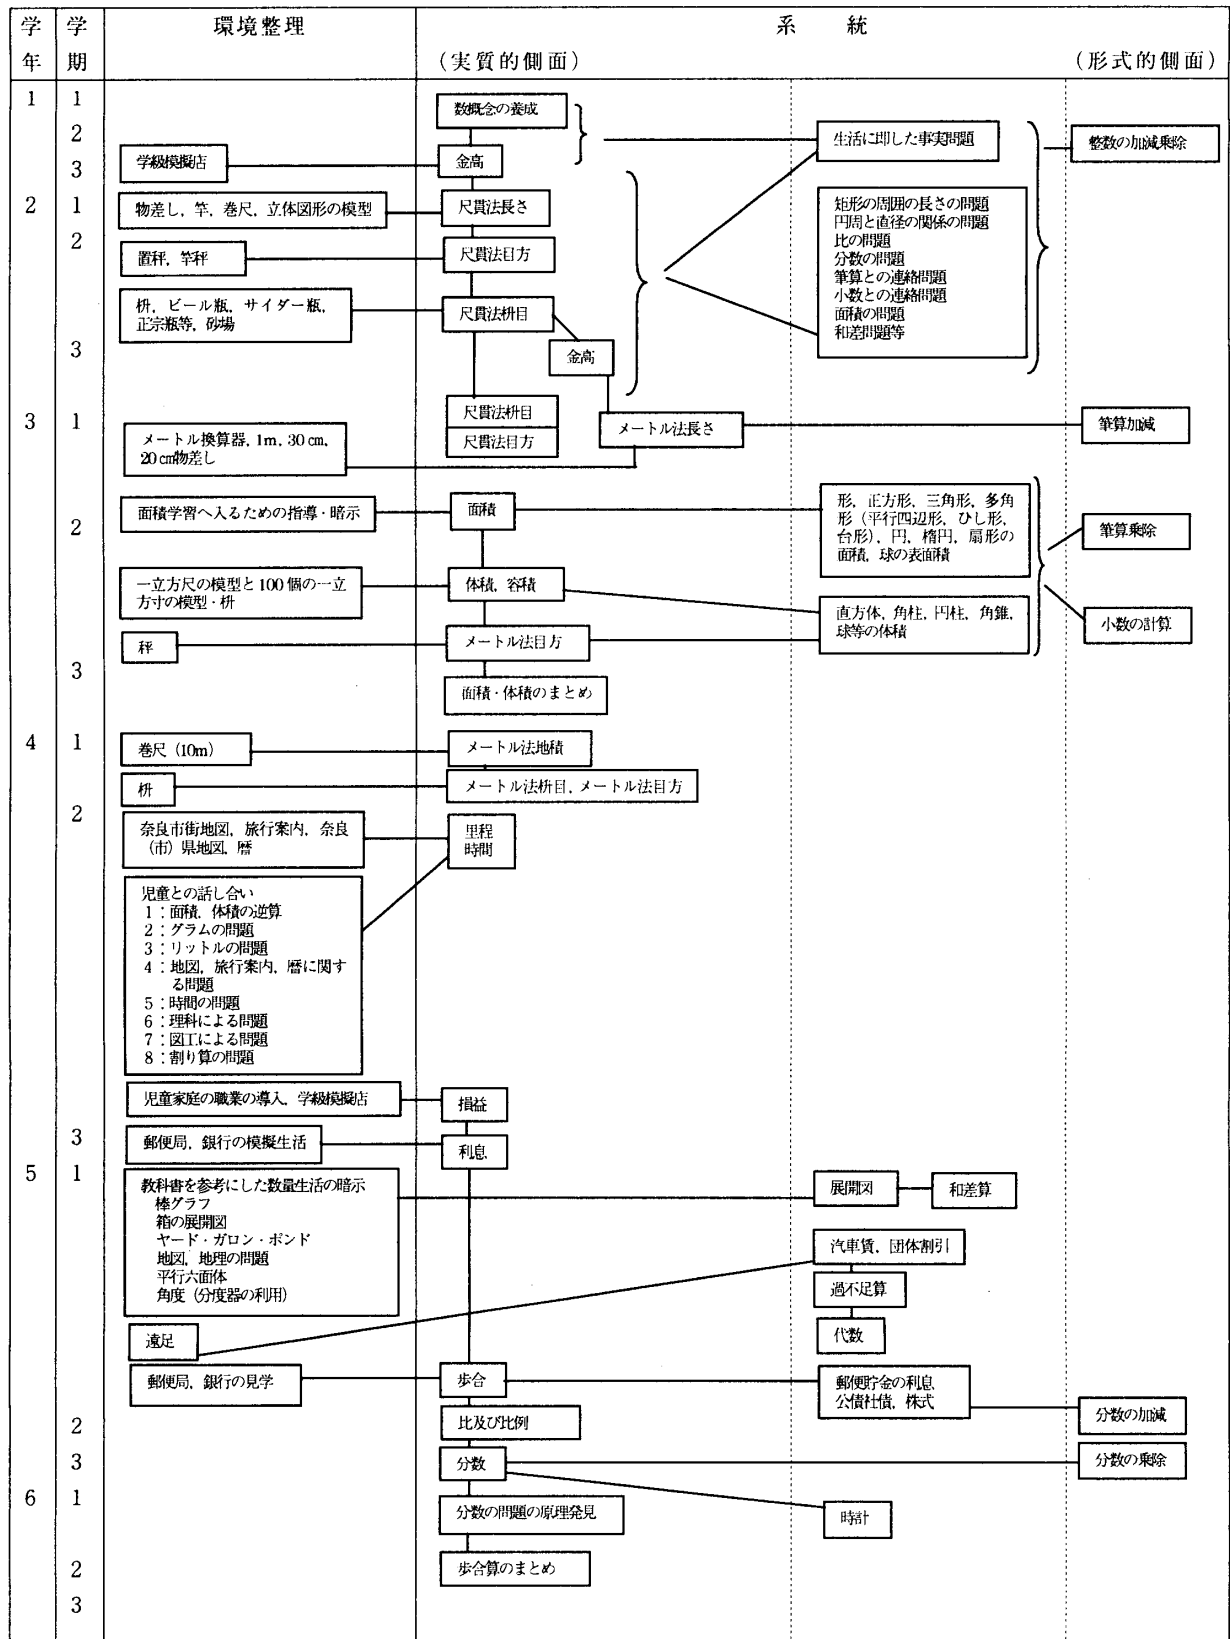 学 学 環境整理 系 統
年 期 (実質的側面) (形式的側面)
1 1
数概念の養成
2
生活に即した事実問題
整数の加減乗除
3
学級模擬店
金高
2 1
物差し,竿,巻尺,立体図形の模型
尺貫法長さ
矩形の周囲の長さの問題
円周と直径の関係の問題
比の問題
分数の問題
筆算との連絡問題
小数との連絡問題
面積の問題
和差問題等
2
置秤,竿秤
尺貫法目方
枡,ビール瓶,サイダー瓶,
正宗瓶等,砂場
尺貫法枡目
3
金高
3 1
尺貫法枡目
尺貫法目方
メートル法長さ
筆算加減
メートル換算器,1m,30㎝,
20㎝物差し
2
面積学習へ入るための指導・暗示
面積
形,正方形,三角形,多角
形(平行四辺形,ひし形,
台形),円,楕円,扇形の
面積,球の表面積
筆算乗除
一立方尺の模型と100個の一立
方寸の模型・枡
体積,容積
直方体,角柱,円柱,角錐,
球等の体積
小数の計算
秤
メートル法目方
3
面積・体積のまとめ
4 1
巻尺(10m)
メートル法地積
枡
メートル法枡目,メートル法目方
2
奈良市街地図,旅行案内,奈良
(市)県地図,暦
里程
時間
児童との話し合い
1:面積,体積の逆算
2:グラムの問題
3:リットルの問題
4:地図,旅行案内,暦に関す
る問題
5:時間の問題
6:理科による問題
7:図工による問題
8:割り算の問題
児童家庭の職業の導入,学級模擬店
損益
3
郵便局,銀行の模擬生活
利息
5 1
教科書を参考にした数量生活の暗示
棒グラフ
箱の展開図
ヤード・ガロン・ポンド
地図,地理の問題
平行六面体
角度(分度器の利用)
展開図
和差算
汽車賃,団体割引
過不足算
代数
遠足
郵便局,銀行の見学
歩合
郵便貯金の利息,
公債社債,株式
分数の加減
2
比及び比例
3
分数
分数の乗除
6 1
分数の問題の原理発見
時計
2
歩合算のまとめ
3